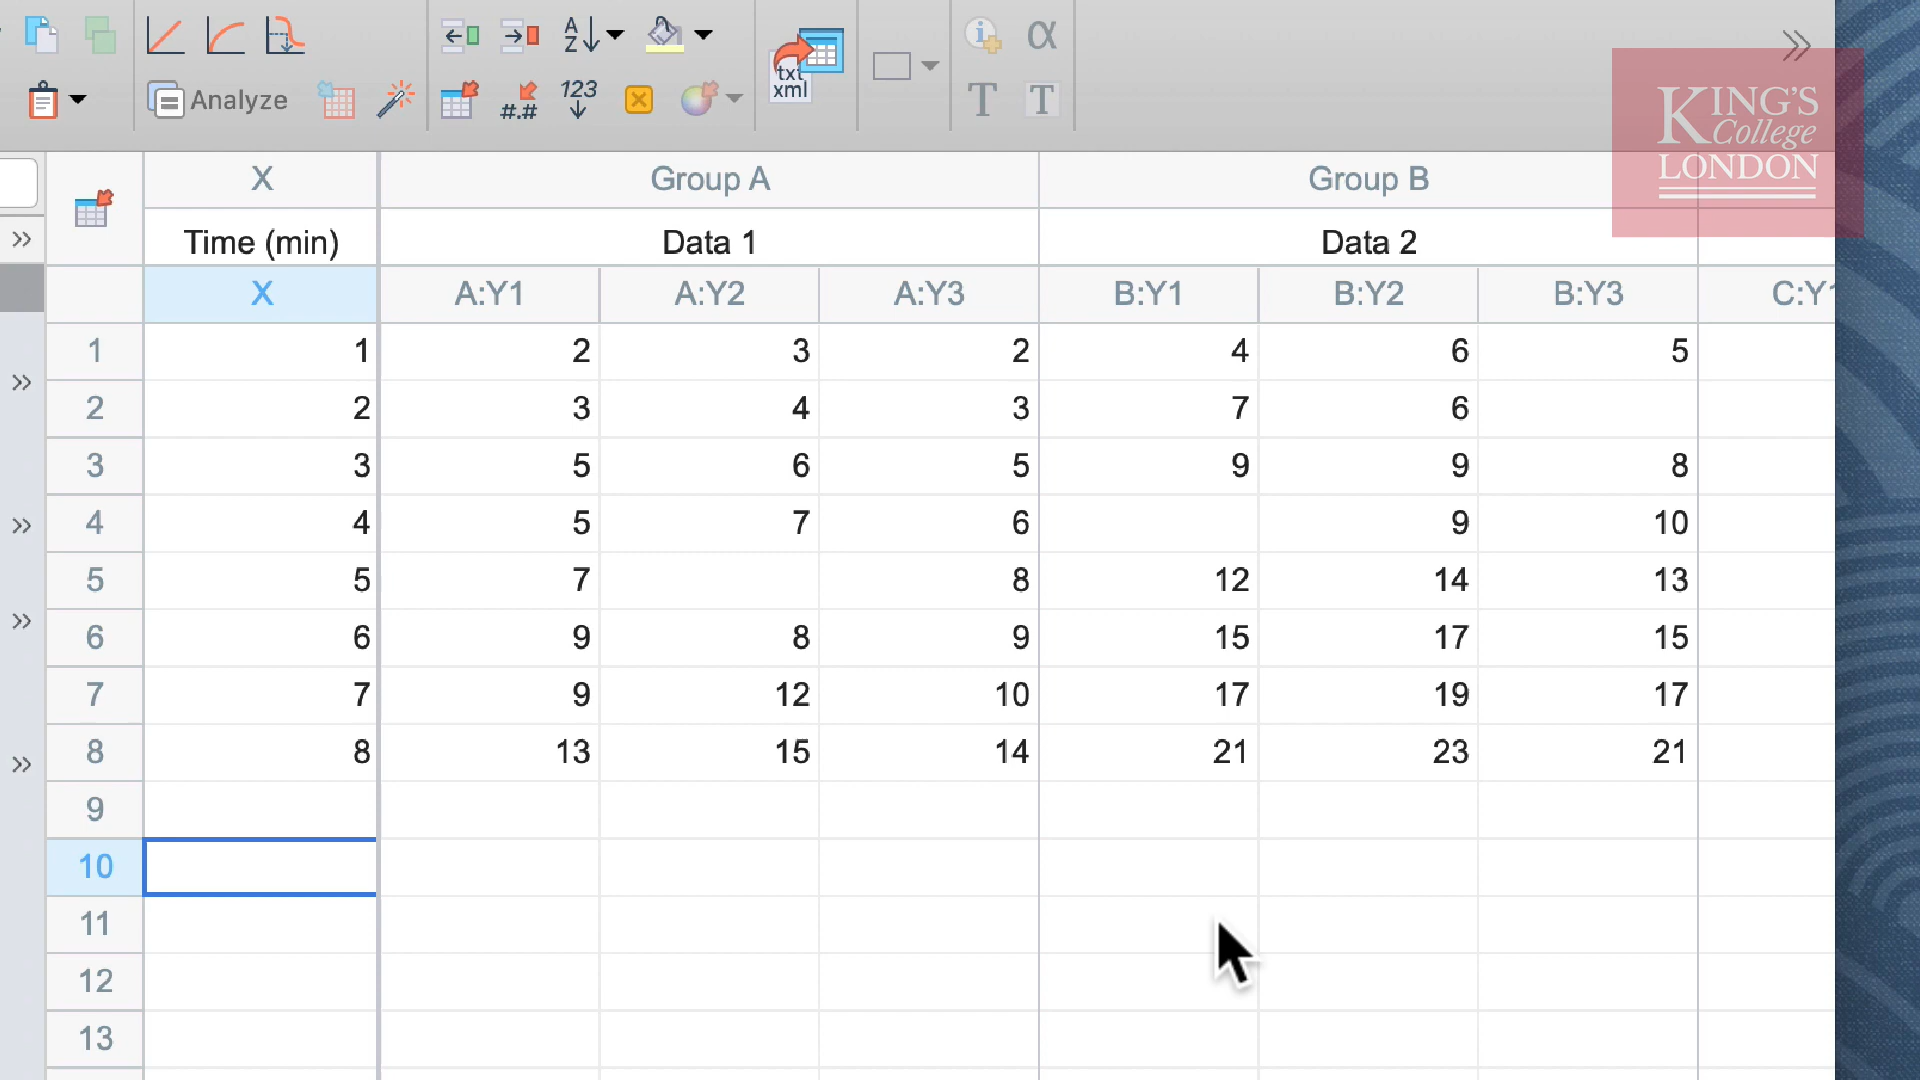 A
Z
txt
xml
α
Analyze
#.#
123
T
T
KING'S
College
LONDON
X
Group A
Group B
Time (min)
Data 1
Data 2
X
A:Y1
A:Y2
A:Y3
B:Y1
B:Y2
B:Y3
C:Y1
1 1 2 3 2 4 6 5
2 2 3 4 3 7 6
3 3 5 6 5 9 9 8
4 4 5 7 6 9 10
5 5 7 8 12 14 13
6 6 9 8 9 15 17 15
7 7 9 12 10 17 19 17
8 8 13 15 14 21 23 21
9
10
11
12
13